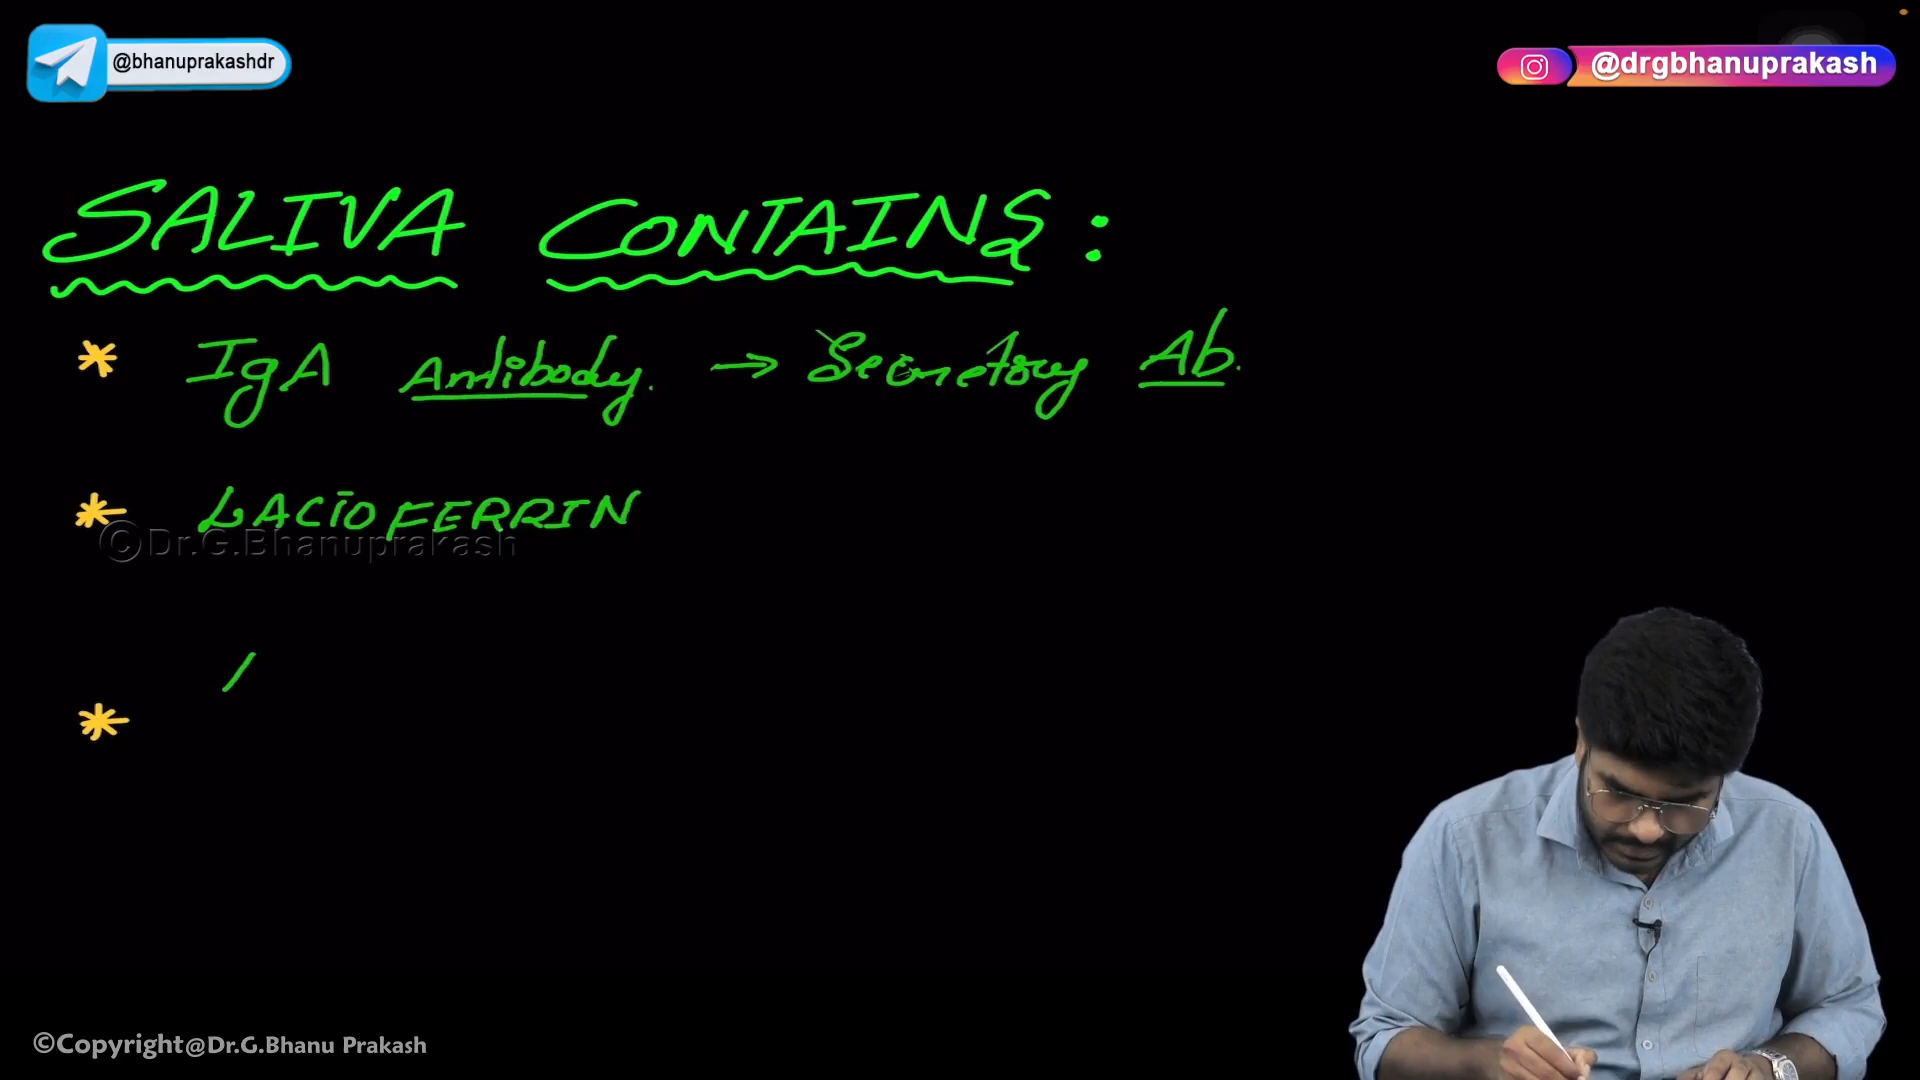 @bhanuprakashdr
@drgbhanuprakash
SALIVA CONTAINS :
* IgA Antibody. → Secretory Ab.
* LACTOFERRIN
©Dr.G.Bhanuprakash
*
©Copyright@Dr.G.Bhanu Prakash